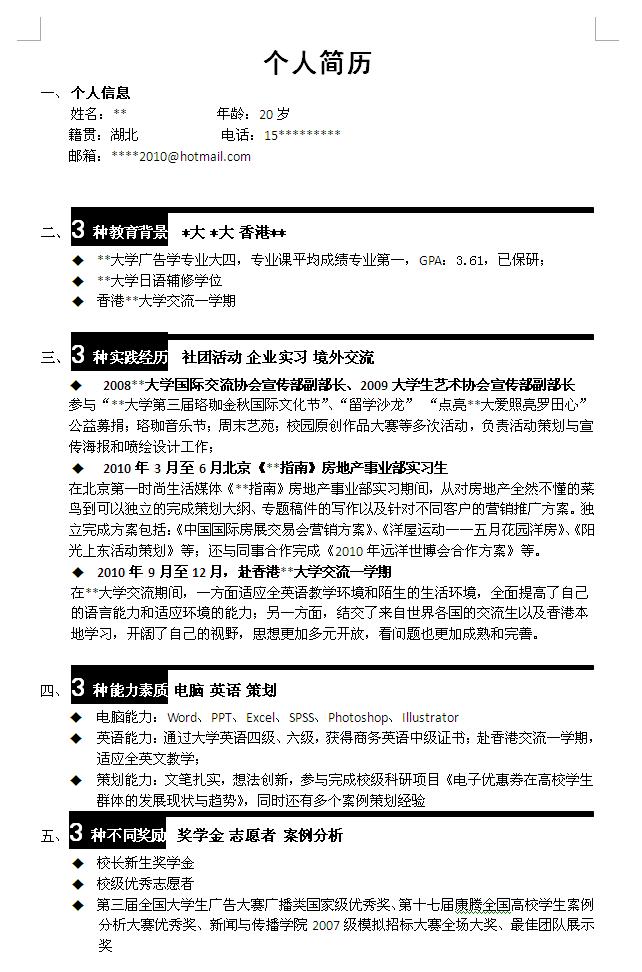 个人简历
一、 个人信息
姓名：** 年龄：20 岁
籍贯：湖北 电话：15*********
邮箱：****2010@hotmail.com
二、 3 种教育背景 *大 *大 香港**
◆ **大学广告学专业大四，专业课平均成绩专业第一，GPA：3.61，已保研；
◆ **大学日语辅修学位
◆ 香港**大学交流一学期
三、 3 种实践经历 社团活动 企业实习 境外交流
◆ 2008**大学国际交流协会宣传部副部长、2009 大学生艺术协会宣传部副部长
参与“**大学第三届珞珈金秋国际文化节”、“留学沙龙” “点亮**大爱照亮罗田心”
公益募捐；珞珈音乐节；周末艺苑；校园原创作品大赛等多次活动，负责活动策划与宣
传海报和喷绘设计工作；
◆ 2010 年 3 月至 6 月北京《**指南》房地产事业部实习生
在北京第一时尚生活媒体《**指南》房地产事业部实习期间，从对房地产全然不懂的菜
鸟到可以独立的完成策划大纲、专题稿件的写作以及针对不同客户的营销推广方案。独
立完成方案包括：《中国国际房展交易会营销方案》、《洋屋运动——五月花园洋房》、《阳
光上东活动策划》等；还与同事合作完成《2010 年远洋世博会合作方案》等。
◆ 2010 年 9 月至 12 月，赴香港**大学交流一学期
在**大学交流期间，一方面适应全英语教学环境和陌生的生活环境，全面提高了自己
的语言能力和适应环境的能力；另一方面，结交了来自世界各国的交流生以及香港本
地学习，开阔了自己的视野，思想更加多元开放，看问题也更加成熟和完善。
四、 3 种能力素质 电脑 英语 策划
◆ 电脑能力：Word、PPT、Excel、SPSS、Photoshop、Illustrator
◆ 英语能力：通过大学英语四级、六级，获得商务英语中级证书；赴香港交流一学期，
适应全英文教学；
◆ 策划能力：文笔扎实，想法创新，参与完成校级科研项目《电子优惠券在高校学生
群体的发展现状与趋势》，同时还有多个案例策划经验
五、 3 种不同奖励 奖学金 志愿者 案例分析
◆ 校长新生奖学金
◆ 校级优秀志愿者
◆ 第三届全国大学生广告大赛广播类国家级优秀奖、第十七届康腾全国高校学生案例
分析大赛优秀奖、新闻与传播学院 2007 级模拟招标大赛全场大奖、最佳团队展示
奖